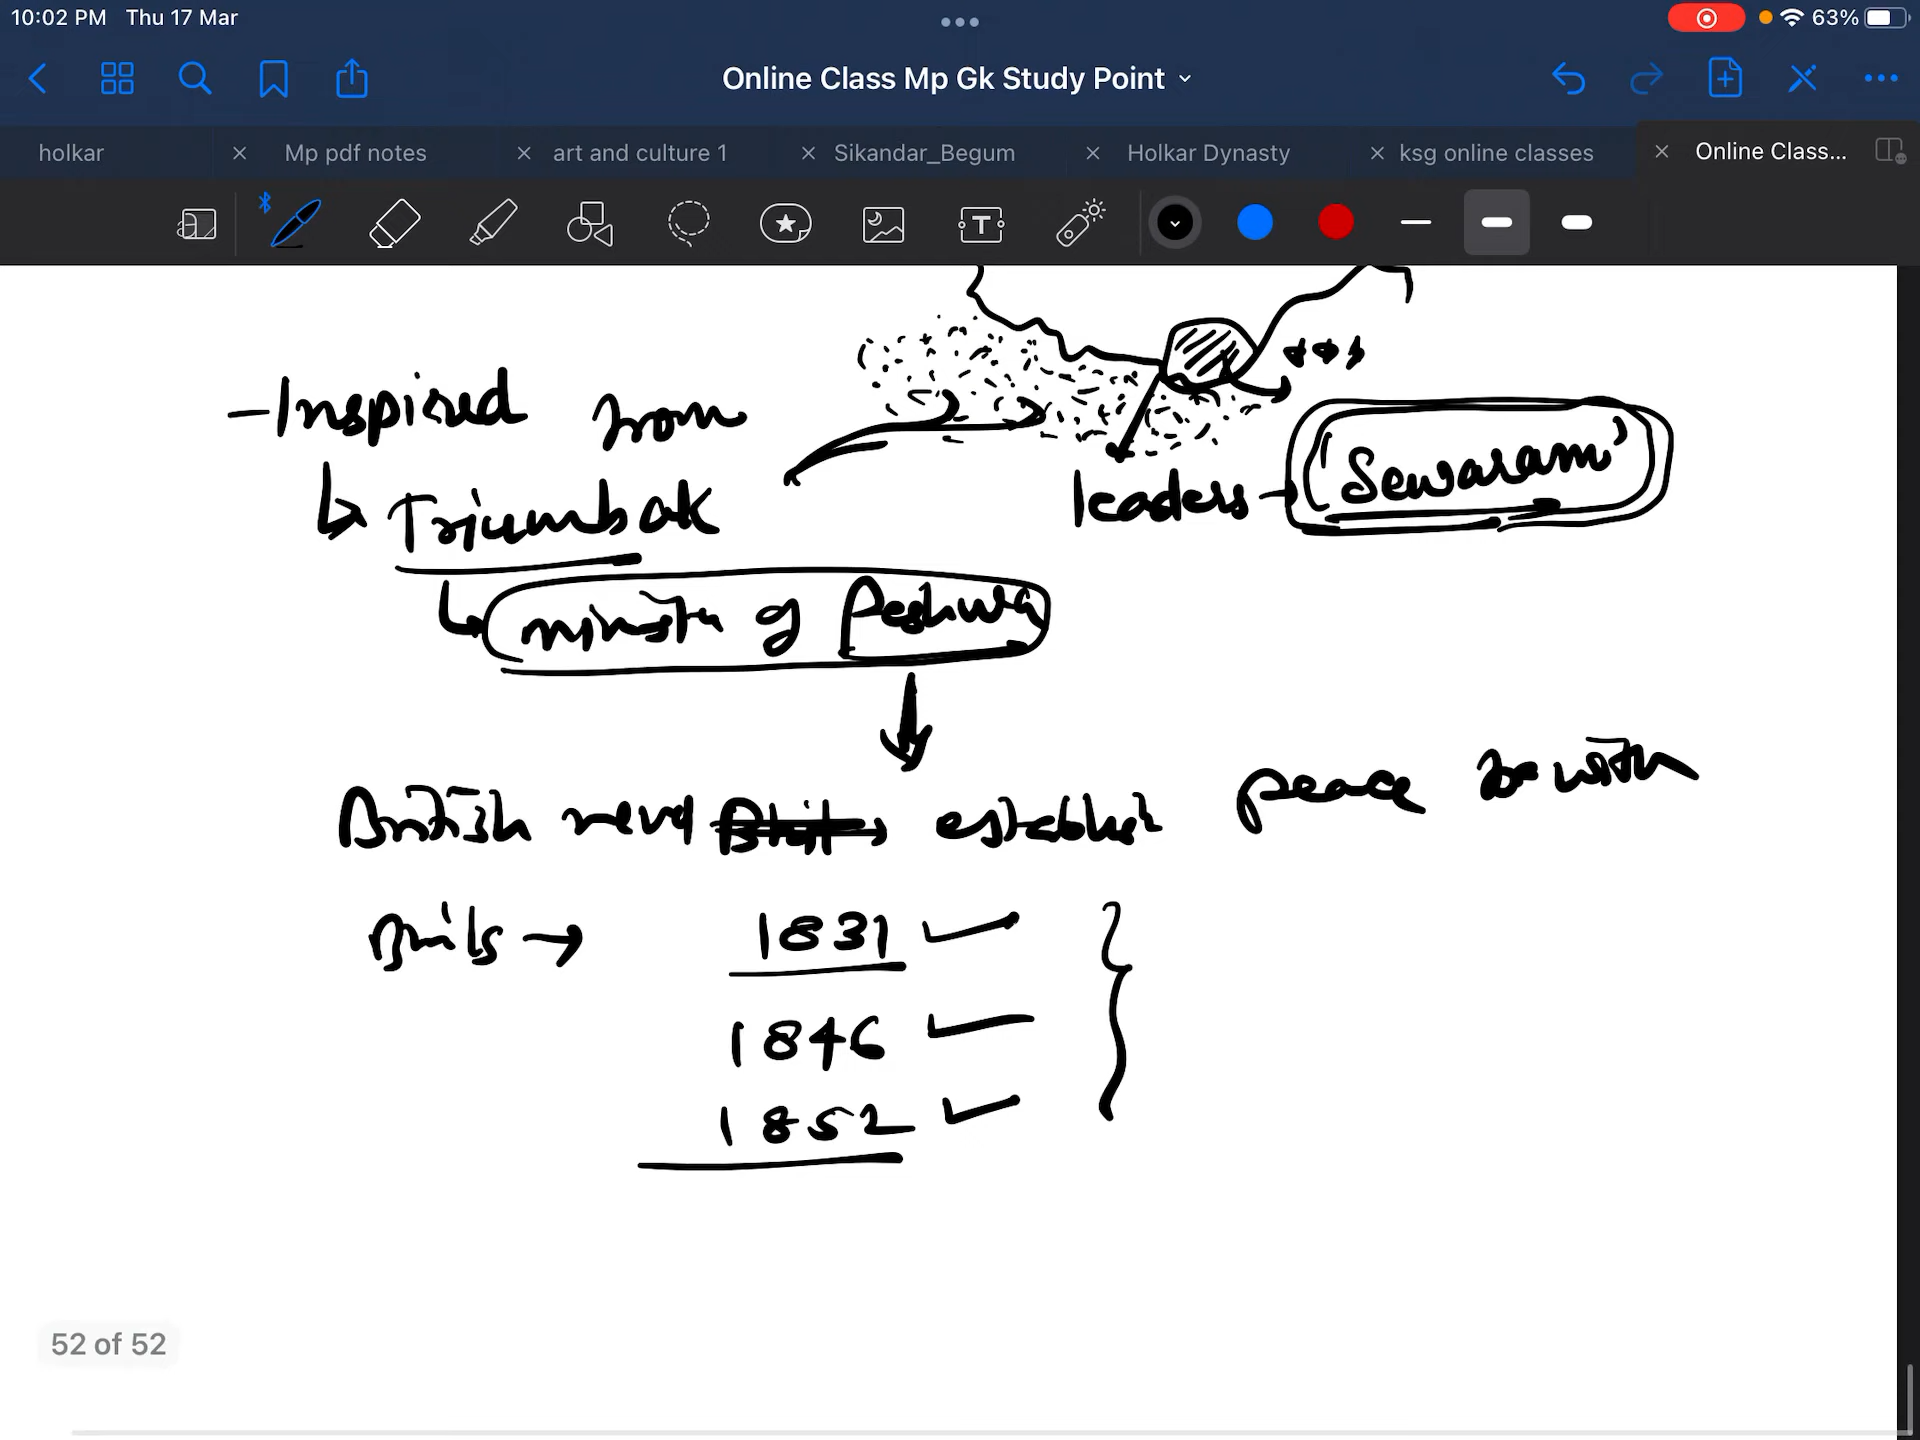 10:02 PM Thu 17 Mar
63%
Online Class Mp Gk Study Point
holkar
Mp pdf notes
art and culture 1
Sikandar_Begum
Holkar Dynasty
ksg online classes
Online Class...
-Inspired from
Triumbak
leaders → 'Sewaram'
minister of Peshwa
British never establish peace with
Bhils → 1831
1846
1852
52 of 52